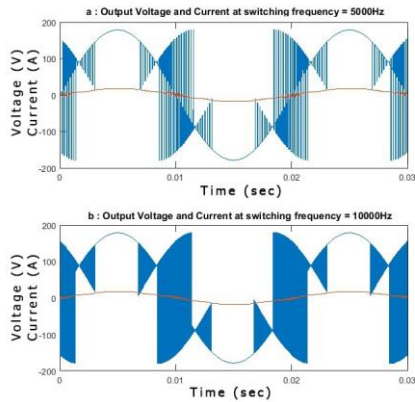 a : Output Voltage and Current at switching frequency = 5000Hz
Voltage (V)
Current (A)
200
100
0
-100
-200
0
0.01
0.02
0.03
Time (sec)
b : Output Voltage and Current at switching frequency = 10000Hz
Voltage (V)
Current (A)
200
100
0
-100
-200
0
0.01
0.02
0.03
Time (sec)